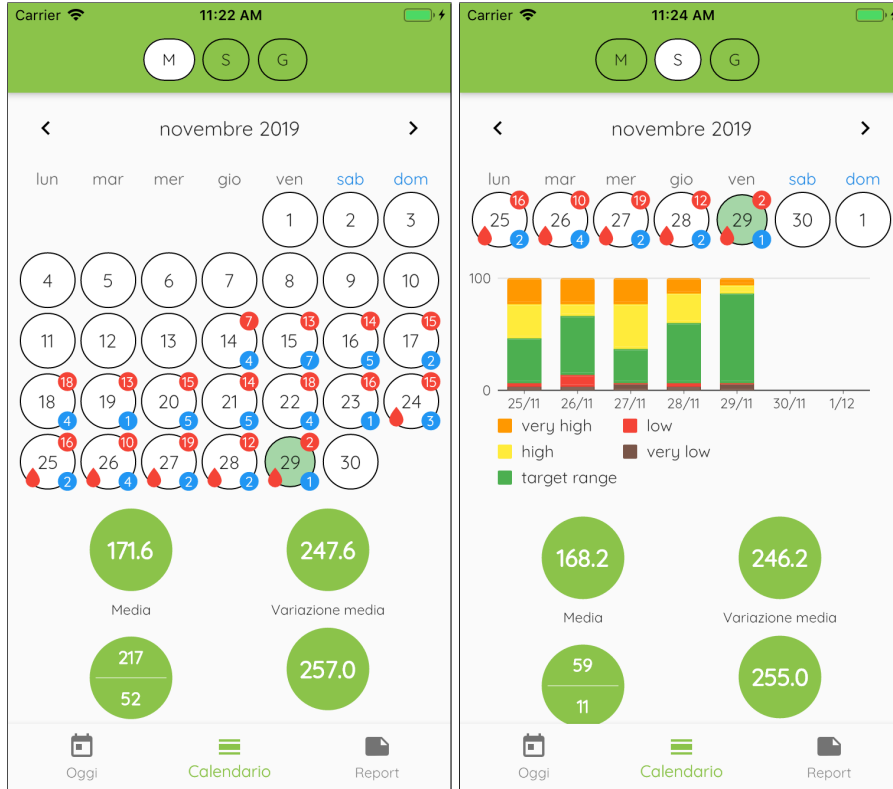 Carrier 11:22 AM
M S G
novembre 2019
lun mar mer gio ven sab dom
1 2 3
4 5 6 7 8 9 10
7 13 14 15
11 12 13 14 15 16 17
4 7 5 2
18 13 15 14 18 16 15
18 19 20 21 22 23 24
4 1 5 5 4 1 3
16 10 19 12 2
25 26 27 28 29 30
2 4 2 2 1
171.6 247.6
Media Variazione media
217
52
257.0
Oggi Calendario Report
Carrier 11:24 AM
M S G
novembre 2019
lun mar mer gio ven sab dom
16 10 19 12 2
25 26 27 28 29 30 1
2 4 2 2 1
100
0
25/11 26/11 27/11 28/11 29/11 30/11 1/12
very high low
high very low
target range
168.2 246.2
Media Variazione media
59
11
255.0
Oggi Calendario Report